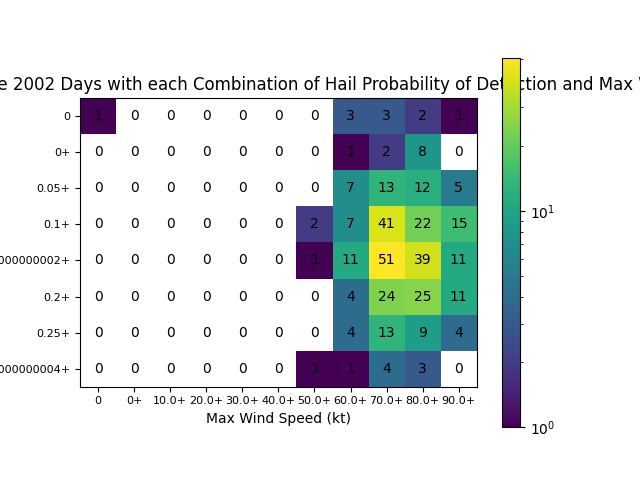 e 2002 Days with each Combination of Hail Probability of Detection and Max
0 1 0 0 0 0 0 0 3 3 2 1
0+ 0 0 0 0 0 0 0 1 2 8 0
0.05+ 0 0 0 0 0 0 0 7 13 12 5
0.1+ 0 0 0 0 0 0 2 7 41 22 15
000000002+ 0 0 0 0 0 0 1 11 51 39 11
0.2+ 0 0 0 0 0 0 0 4 24 25 11
0.25+ 0 0 0 0 0 0 0 4 13 9 4
000000004+ 0 0 0 0 0 0 1 1 4 3 0
0 0+ 10.0+ 20.0+ 30.0+ 40.0+ 50.0+ 60.0+ 70.0+ 80.0+ 90.0+
Max Wind Speed (kt)
10¹
10⁰